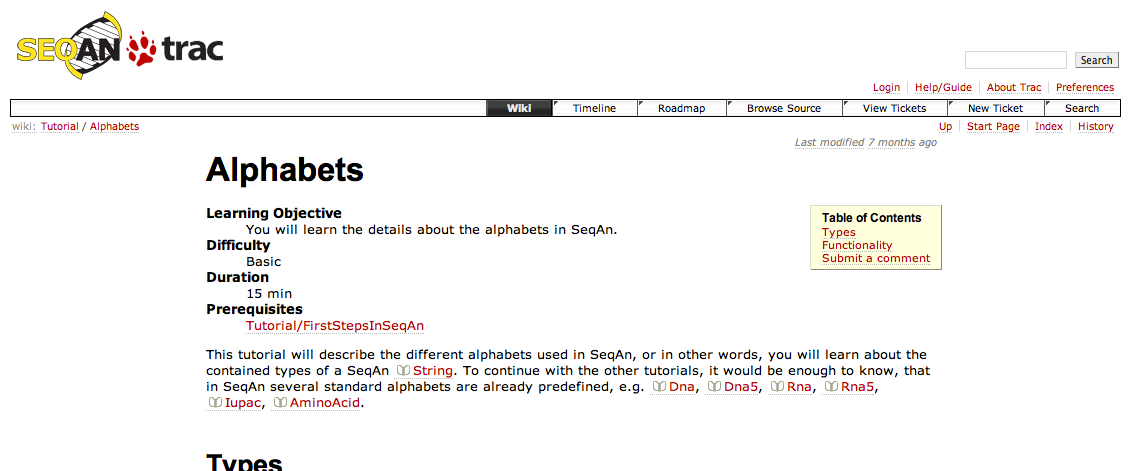 SEQAN trac
Search
Login Help/Guide About Trac Preferences
Wiki Timeline Roadmap Browse Source View Tickets New Ticket Search
wiki: Tutorial / Alphabets
Up Start Page Index History
Last modified 7 months ago
Alphabets
Learning Objective
You will learn the details about the alphabets in SeqAn.
Difficulty
Basic
Duration
15 min
Prerequisites
Tutorial/FirstStepsInSeqAn
Table of Contents
Types
Functionality
Submit a comment
This tutorial will describe the different alphabets used in SeqAn, or in other words, you will learn about the
contained types of a SeqAn String. To continue with the other tutorials, it would be enough to know, that
in SeqAn several standard alphabets are already predefined, e.g. Dna, Dna5, Rna, Rna5,
Iupac, AminoAcid.
Types